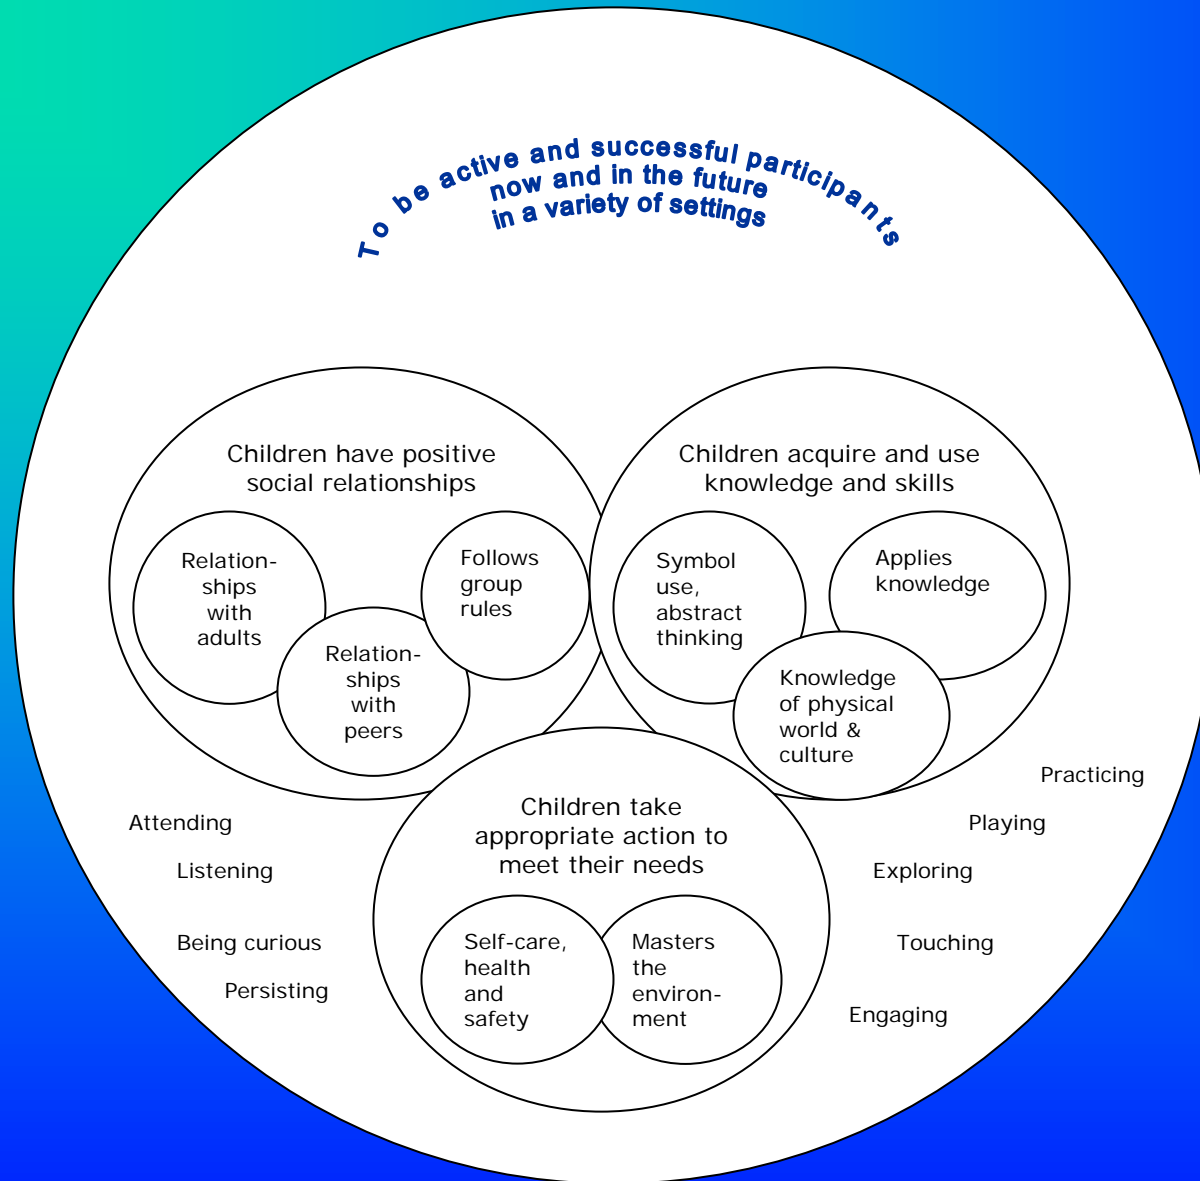 To be active and successful participants
now and in the future
in a variety of settings
Children have positive
social relationships
Relation-
ships
with
adults
Relation-
ships
with
peers
Follows
group
rules
Children acquire and use
knowledge and skills
Symbol
use,
abstract
thinking
Applies
knowledge
Knowledge
of physical
world &
culture
Children take
appropriate action to
meet their needs
Self-care,
health
and
safety
Masters
the
environ-
ment
Attending
Listening
Being curious
Persisting
Practicing
Playing
Exploring
Touching
Engaging